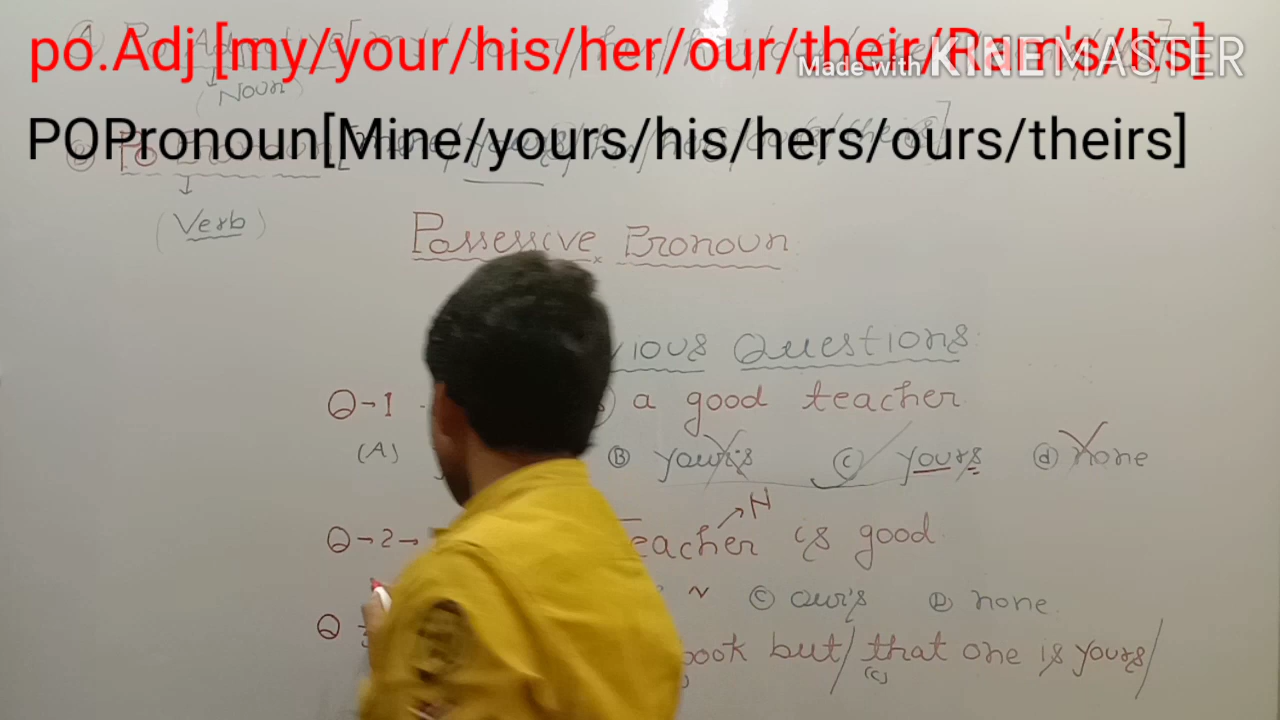 po.Adj [my/your/his/her/our/their/Ram's/Its]
Made with KINEMASTER
(Noun)
POPronoun[Mine/yours/his/hers/ours/theirs]
(Verb)
Possessive Pronoun
Questions
Q→1 a good teacher
(A) (B) your's (C) yours (d) none
N
Q→2→ Teacher is good
(C) our's (D) none
Q book but/ that one is yours/
(c)